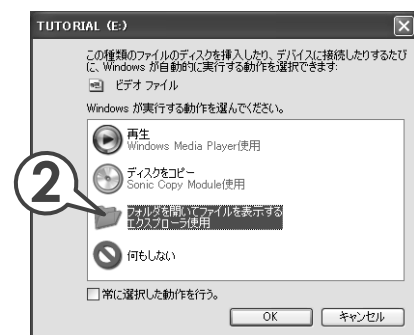 TUTORIAL (E:)
この種類のファイルのディスクを挿入したり、デバイスに接続したりするたび
に、Windows が自動的に実行する動作を選択できます:
ビデオ ファイル
Windows が実行する動作を選んでください。
再生
Windows Media Player使用
ディスクをコピー
Sonic Copy Module使用
2
フォルダを開いてファイルを表示する
エクスプローラ使用
何もしない
常に選択した動作を行う。
OK
キャンセル